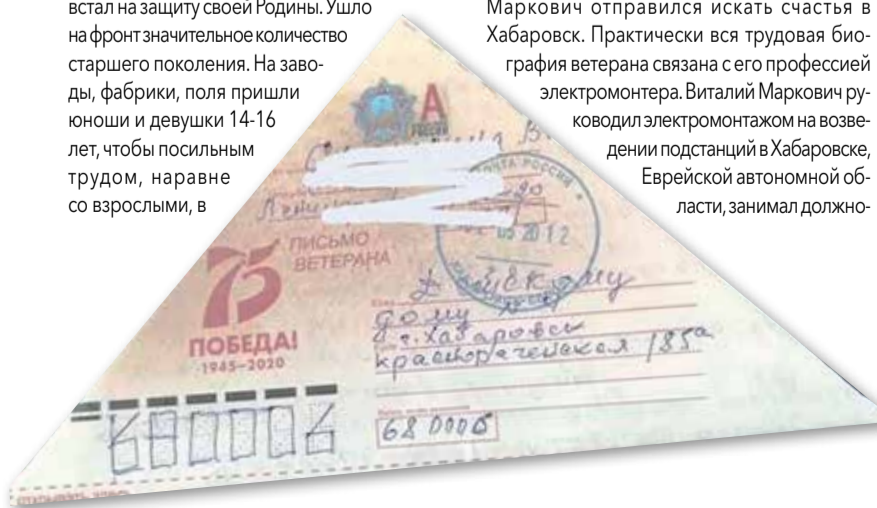 встал на защиту своей Родины. Ушло
на фронт значительное количество
старшего поколения. На заво-
ды, фабрики, поля пришли
юноши и девушки 14-16
лет, чтобы посильным
трудом, наравне
со взрослыми, в
Маркович отправился искать счастья в
Хабаровск. Практически вся трудовая био-
графия ветерана связана с его профессией
электромонтера. Виталий Маркович ру-
ководил электромонтажом на возве-
дении подстанций в Хабаровске,
Еврейской автономной об-
ласти, занимал должно-
А
РОССИЯ
ПОЧТА РОССИИ
75
ПИСЬМО
ВЕТЕРАНА
ПОБЕДА!
1945–2020
дому
г. Хабаровск
185а